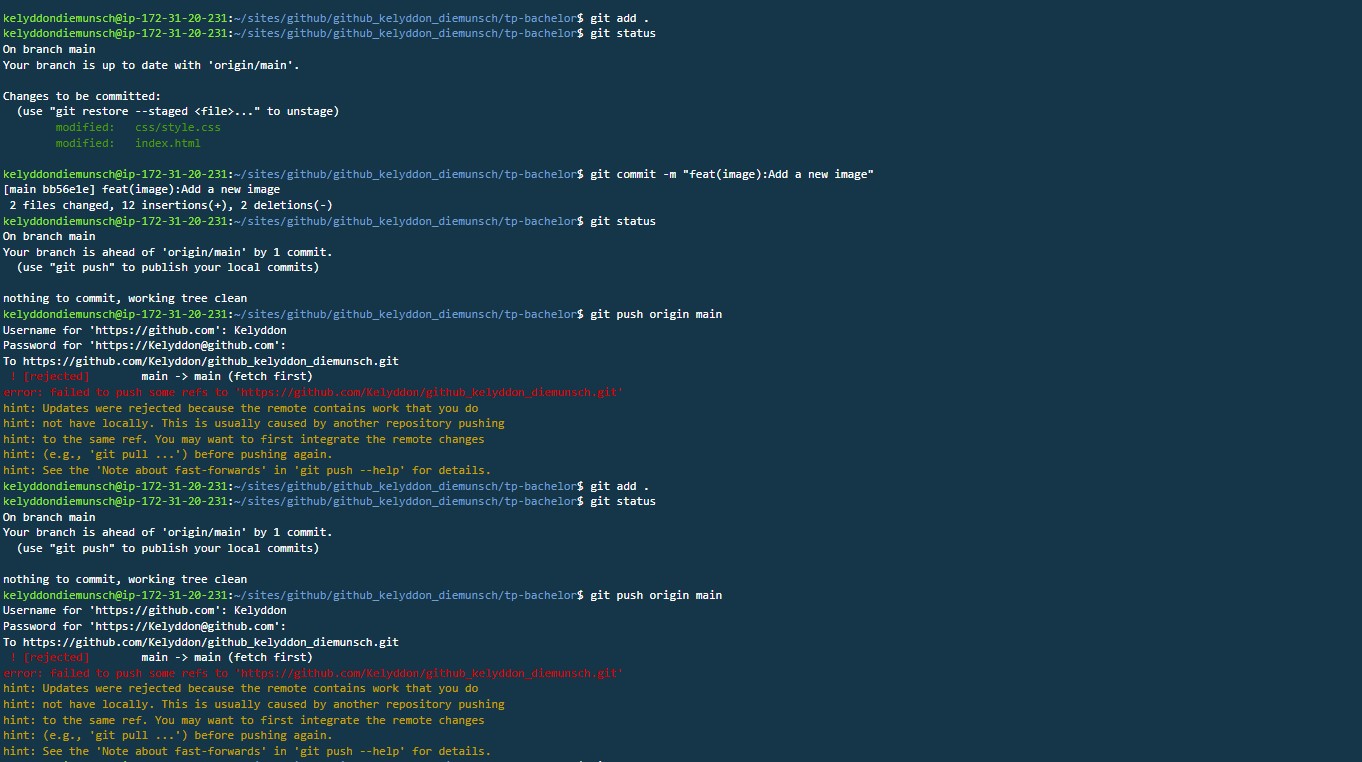 kelyddondiemunsch@ip-172-31-20-231:~/sites/github/github_kelyddon_diemunsch/tp-bachelor$ git add .
kelyddondiemunsch@ip-172-31-20-231:~/sites/github/github_kelyddon_diemunsch/tp-bachelor$ git status
On branch main
Your branch is up to date with 'origin/main'.
Changes to be committed:
  (use "git restore --staged <file>..." to unstage)
        modified:   css/style.css
        modified:   index.html
kelyddondiemunsch@ip-172-31-20-231:~/sites/github/github_kelyddon_diemunsch/tp-bachelor$ git commit -m "feat(image):Add a new image"
[main bb56e1e] feat(image):Add a new image
 2 files changed, 12 insertions(+), 2 deletions(-)
kelyddondiemunsch@ip-172-31-20-231:~/sites/github/github_kelyddon_diemunsch/tp-bachelor$ git status
On branch main
Your branch is ahead of 'origin/main' by 1 commit.
  (use "git push" to publish your local commits)
nothing to commit, working tree clean
kelyddondiemunsch@ip-172-31-20-231:~/sites/github/github_kelyddon_diemunsch/tp-bachelor$ git push origin main
Username for 'https://github.com': Kelyddon
Password for 'https://Kelyddon@github.com':
To https://github.com/Kelyddon/github_kelyddon_diemunsch.git
 ! [rejected]        main -> main (fetch first)
error: failed to push some refs to 'https://github.com/Kelyddon/github_kelyddon_diemunsch.git'
hint: Updates were rejected because the remote contains work that you do
hint: not have locally. This is usually caused by another repository pushing
hint: to the same ref. You may want to first integrate the remote changes
hint: (e.g., 'git pull ...') before pushing again.
hint: See the 'Note about fast-forwards' in 'git push --help' for details.
kelyddondiemunsch@ip-172-31-20-231:~/sites/github/github_kelyddon_diemunsch/tp-bachelor$ git add .
kelyddondiemunsch@ip-172-31-20-231:~/sites/github/github_kelyddon_diemunsch/tp-bachelor$ git status
On branch main
Your branch is ahead of 'origin/main' by 1 commit.
  (use "git push" to publish your local commits)
nothing to commit, working tree clean
kelyddondiemunsch@ip-172-31-20-231:~/sites/github/github_kelyddon_diemunsch/tp-bachelor$ git push origin main
Username for 'https://github.com': Kelyddon
Password for 'https://Kelyddon@github.com':
To https://github.com/Kelyddon/github_kelyddon_diemunsch.git
 ! [rejected]        main -> main (fetch first)
error: failed to push some refs to 'https://github.com/Kelyddon/github_kelyddon_diemunsch.git'
hint: Updates were rejected because the remote contains work that you do
hint: not have locally. This is usually caused by another repository pushing
hint: to the same ref. You may want to first integrate the remote changes
hint: (e.g., 'git pull ...') before pushing again.
hint: See the 'Note about fast-forwards' in 'git push --help' for details.